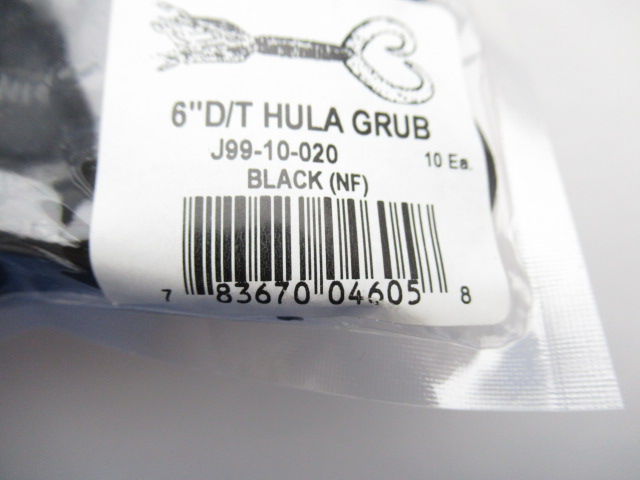 6"D/T HULA GRUB
J99-10-020 10 Ea.
BLACK (NF)
7 83670 04605 8